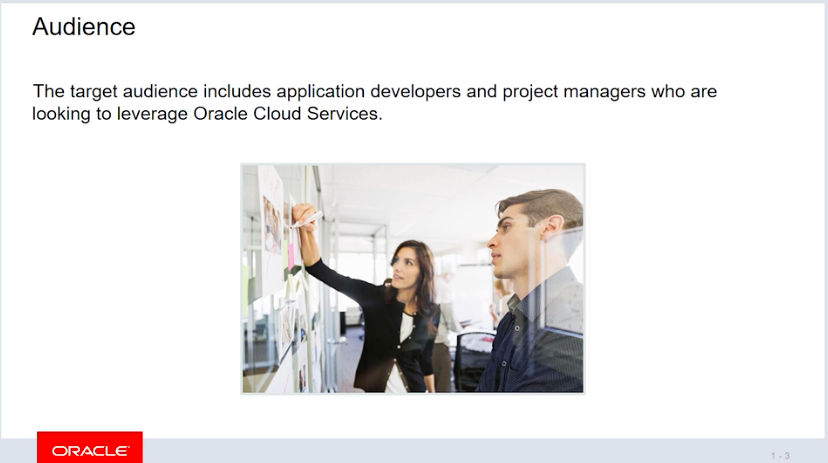 Audience
The target audience includes application developers and project managers who are
looking to leverage Oracle Cloud Services.
ORACLE
1 - 3